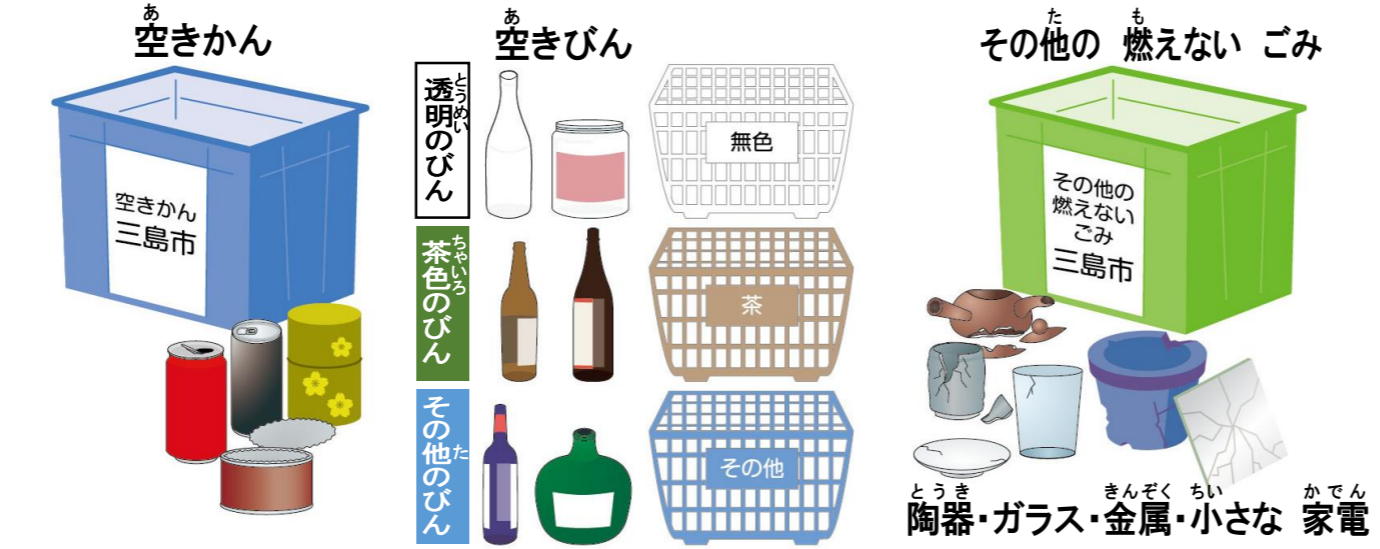 空きかん
空きかん
三島市
空きびん
透明のびん
無色
茶色のびん
茶
その他のびん
その他
その他の 燃えない ごみ
その他の
燃えない
ごみ
三島市
陶器・ガラス・金属・小さな 家電